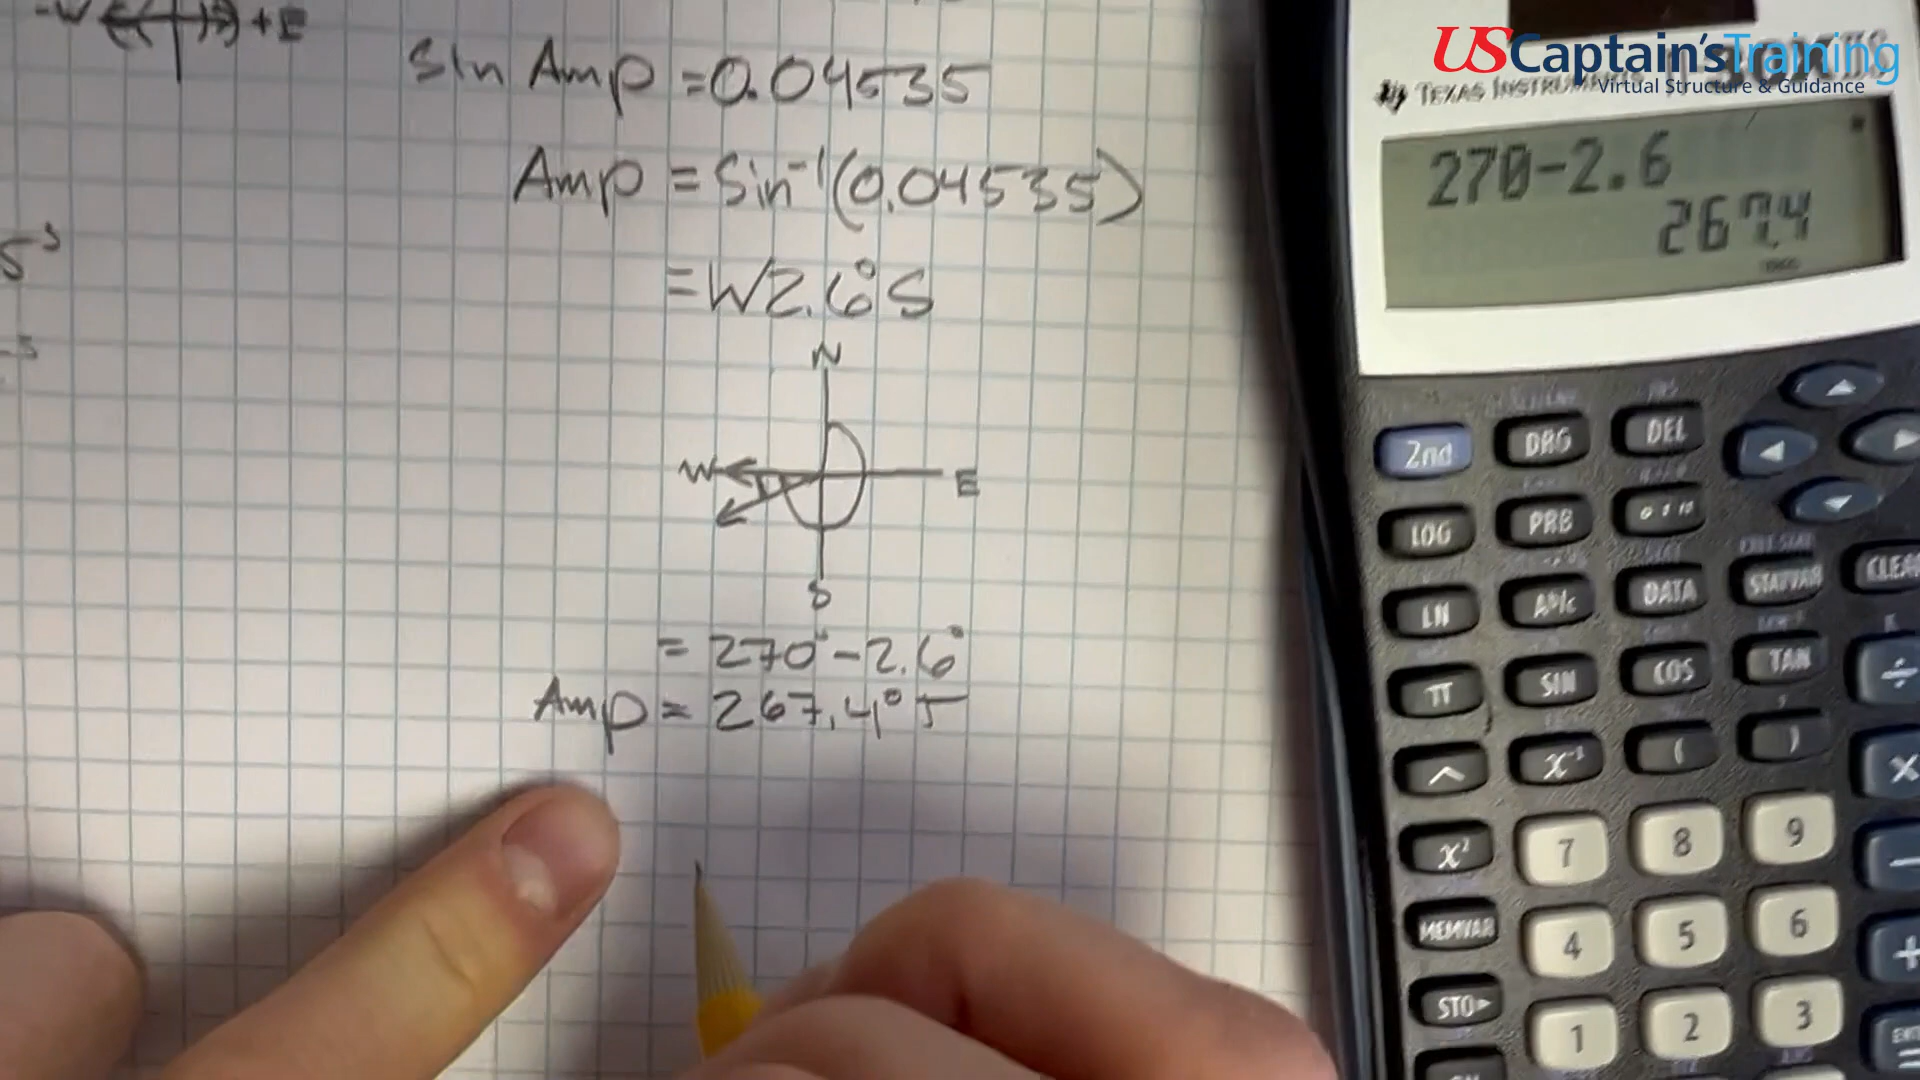 -W +E
sin Amp = 0.04535
Amp = Sin⁻¹(0.04535)
= W2.6°S
N
W E
S
= 270° - 2.6°
Amp = 267.4° T
USCaptain'sTraining
Virtual Structure & Guidance
TEXAS INSTRUMENTS
270-2.6
267.4
2nd DRG DEL
LOG PRB ° ' "
LN A b/c DATA STATVAR CLEAR
π SIN COS TAN ÷
^ x⁻¹ ( ) ×
x² 7 8 9 −
MEMVAR 4 5 6 +
STO▸ 1 2 3